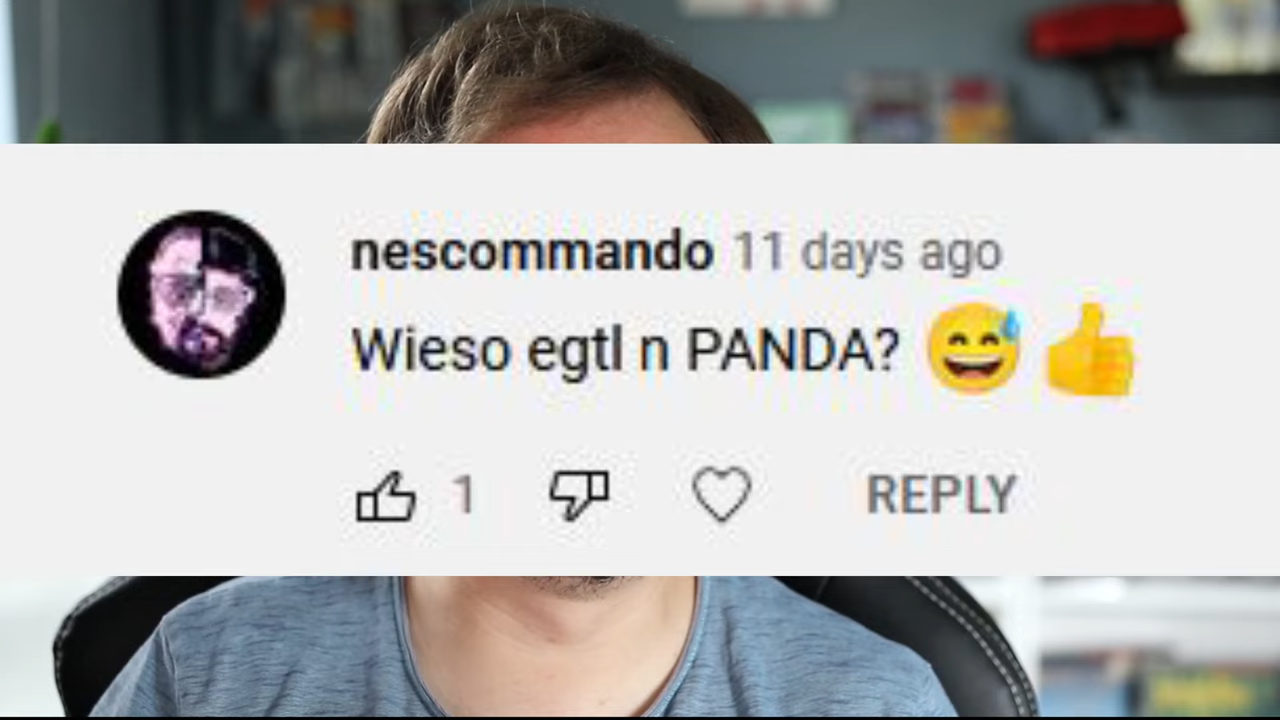 nescommando 11 days ago
Wieso egtl n PANDA? 😅 👍
1 REPLY